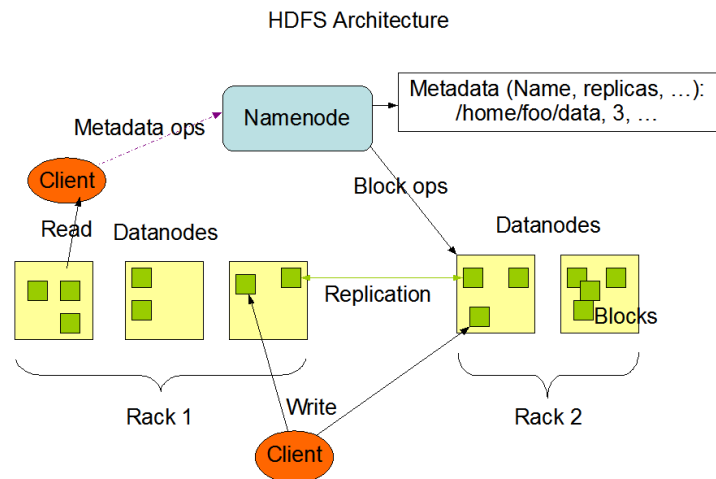 HDFS Architecture
Metadata (Name, replicas, …):
/home/foo/data, 3, …
Namenode
Metadata ops
Client
Block ops
Read
Datanodes
Datanodes
Replication
Blocks
Rack 1
Write
Rack 2
Client